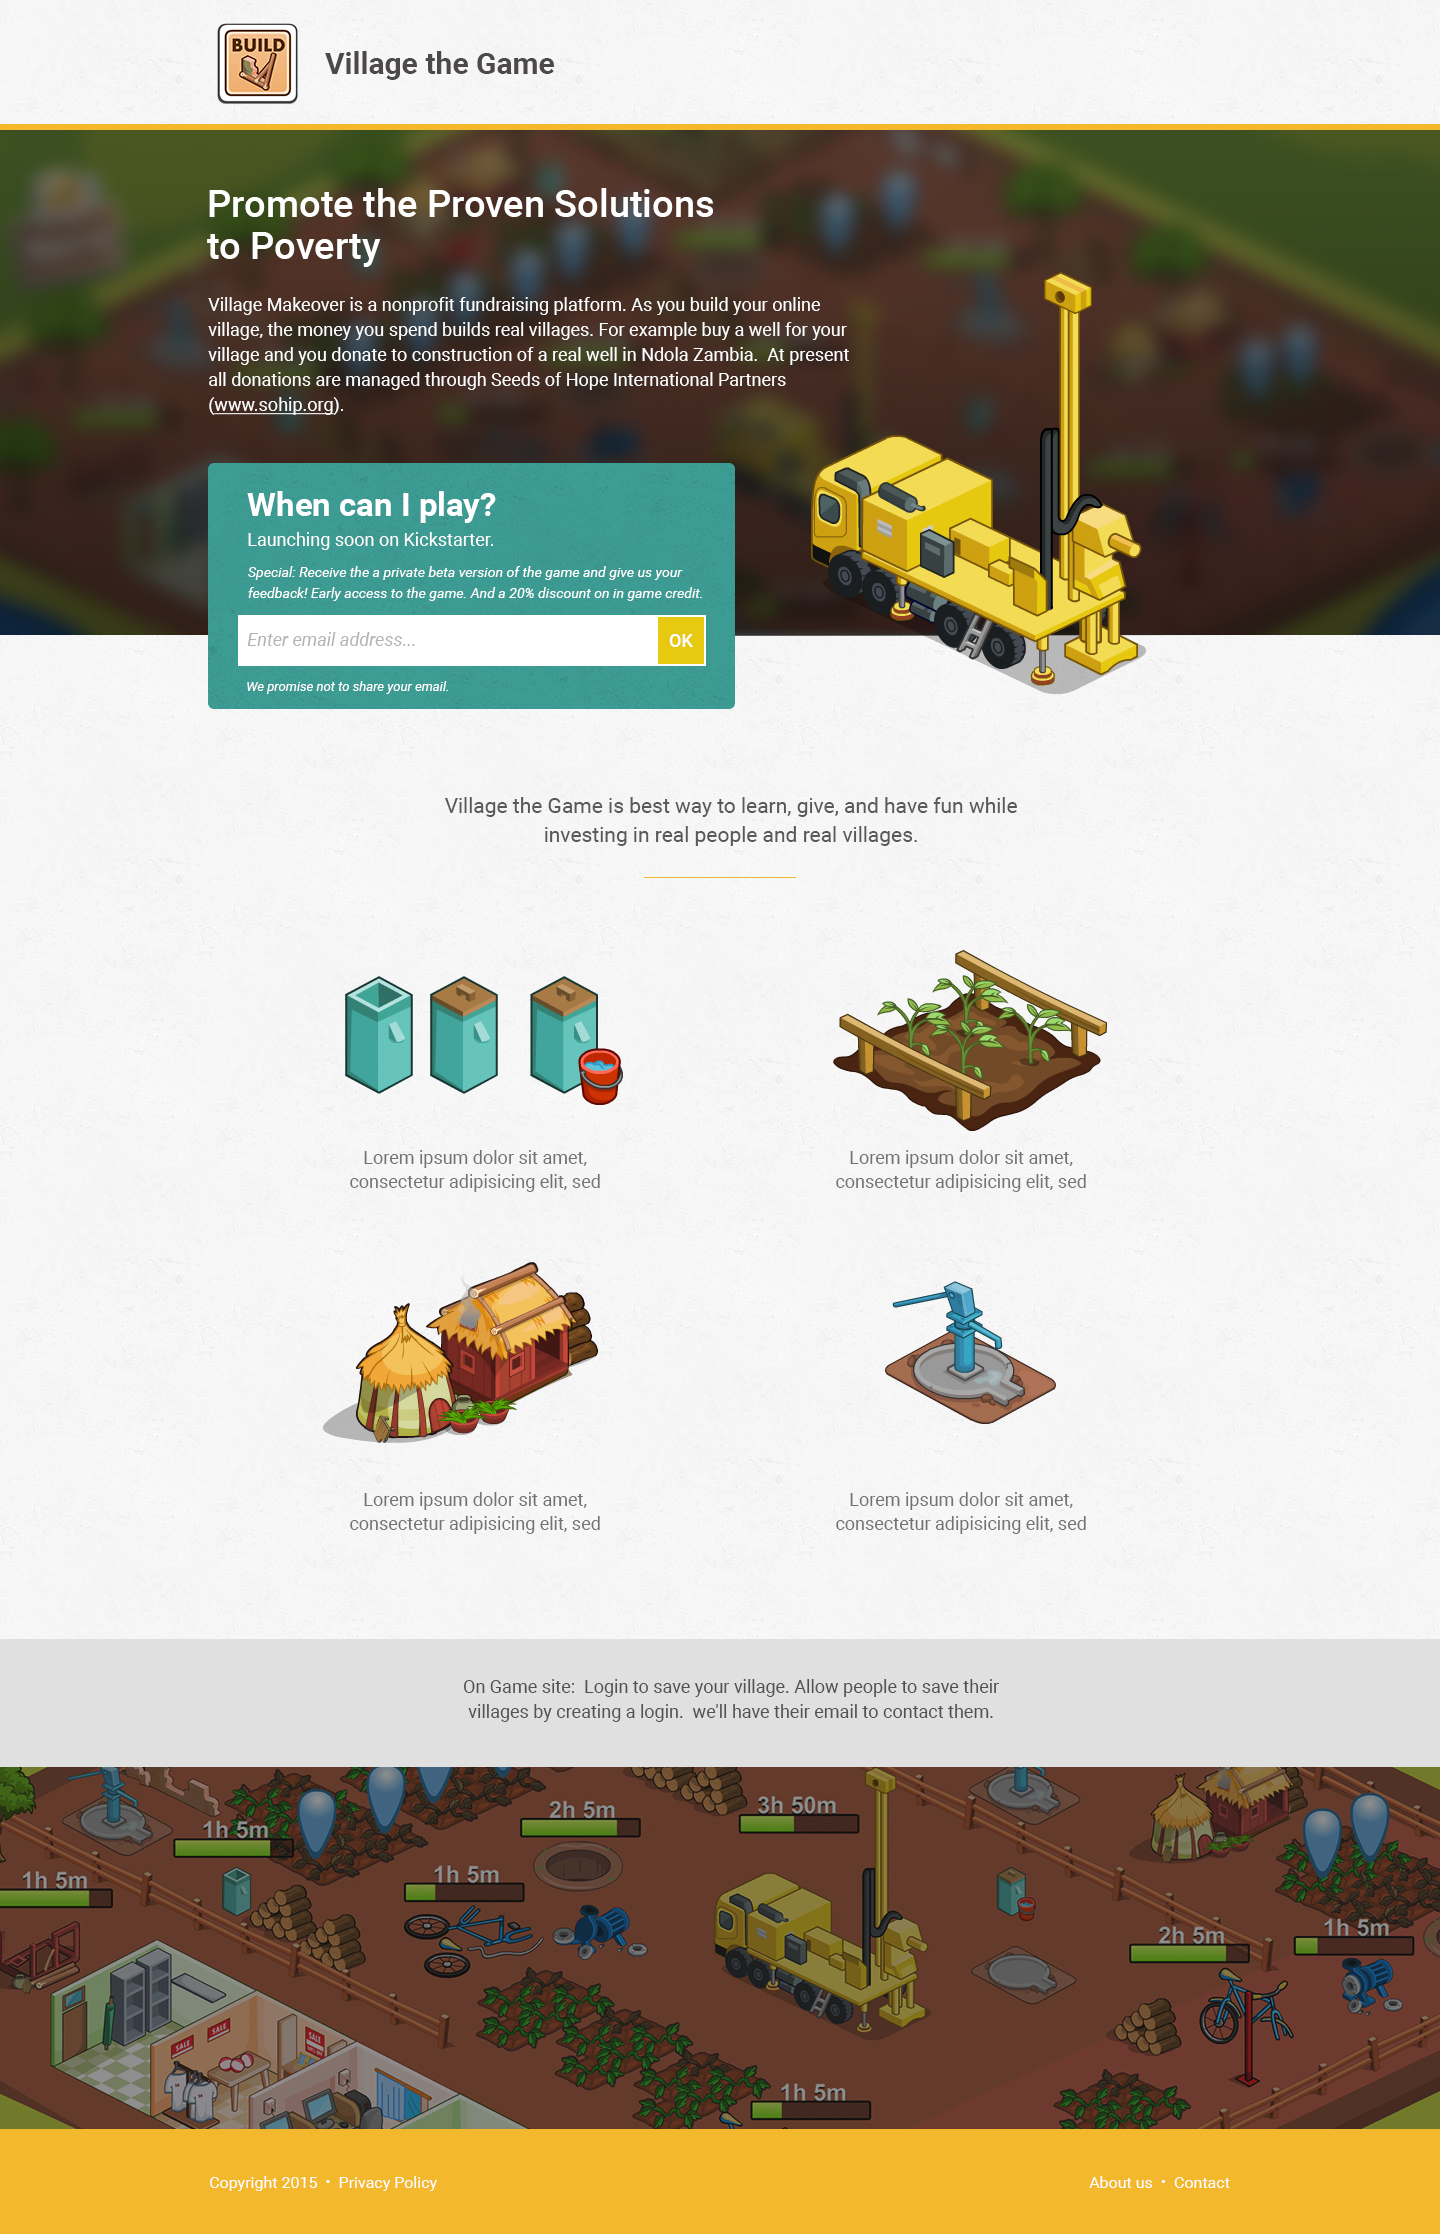 BUILD
Village the Game
Promote the Proven Solutions
to Poverty
Village Makeover is a nonprofit fundraising platform. As you build your online
village, the money you spend builds real villages. For example buy a well for your
village and you donate to construction of a real well in Ndola Zambia.  At present
all donations are managed through Seeds of Hope International Partners
(www.sohip.org).
When can I play?
Launching soon on Kickstarter.
Special: Receive the a private beta version of the game and give us your
feedback! Early access to the game. And a 20% discount on in game credit.
Enter email address...
OK
We promise not to share your email.
Village the Game is best way to learn, give, and have fun while
investing in real people and real villages.
Lorem ipsum dolor sit amet,
consectetur adipisicing elit, sed
Lorem ipsum dolor sit amet,
consectetur adipisicing elit, sed
Lorem ipsum dolor sit amet,
consectetur adipisicing elit, sed
Lorem ipsum dolor sit amet,
consectetur adipisicing elit, sed
On Game site:  Login to save your village. Allow people to save their
villages by creating a login.  we'll have their email to contact them.
2h 5m
3h 50m
1h 5m
1h 5m
1h 5m
2h 5m
1h 5m
SALE
SALE
SALE
1h 5m
Copyright 2015 • Privacy Policy
About us • Contact